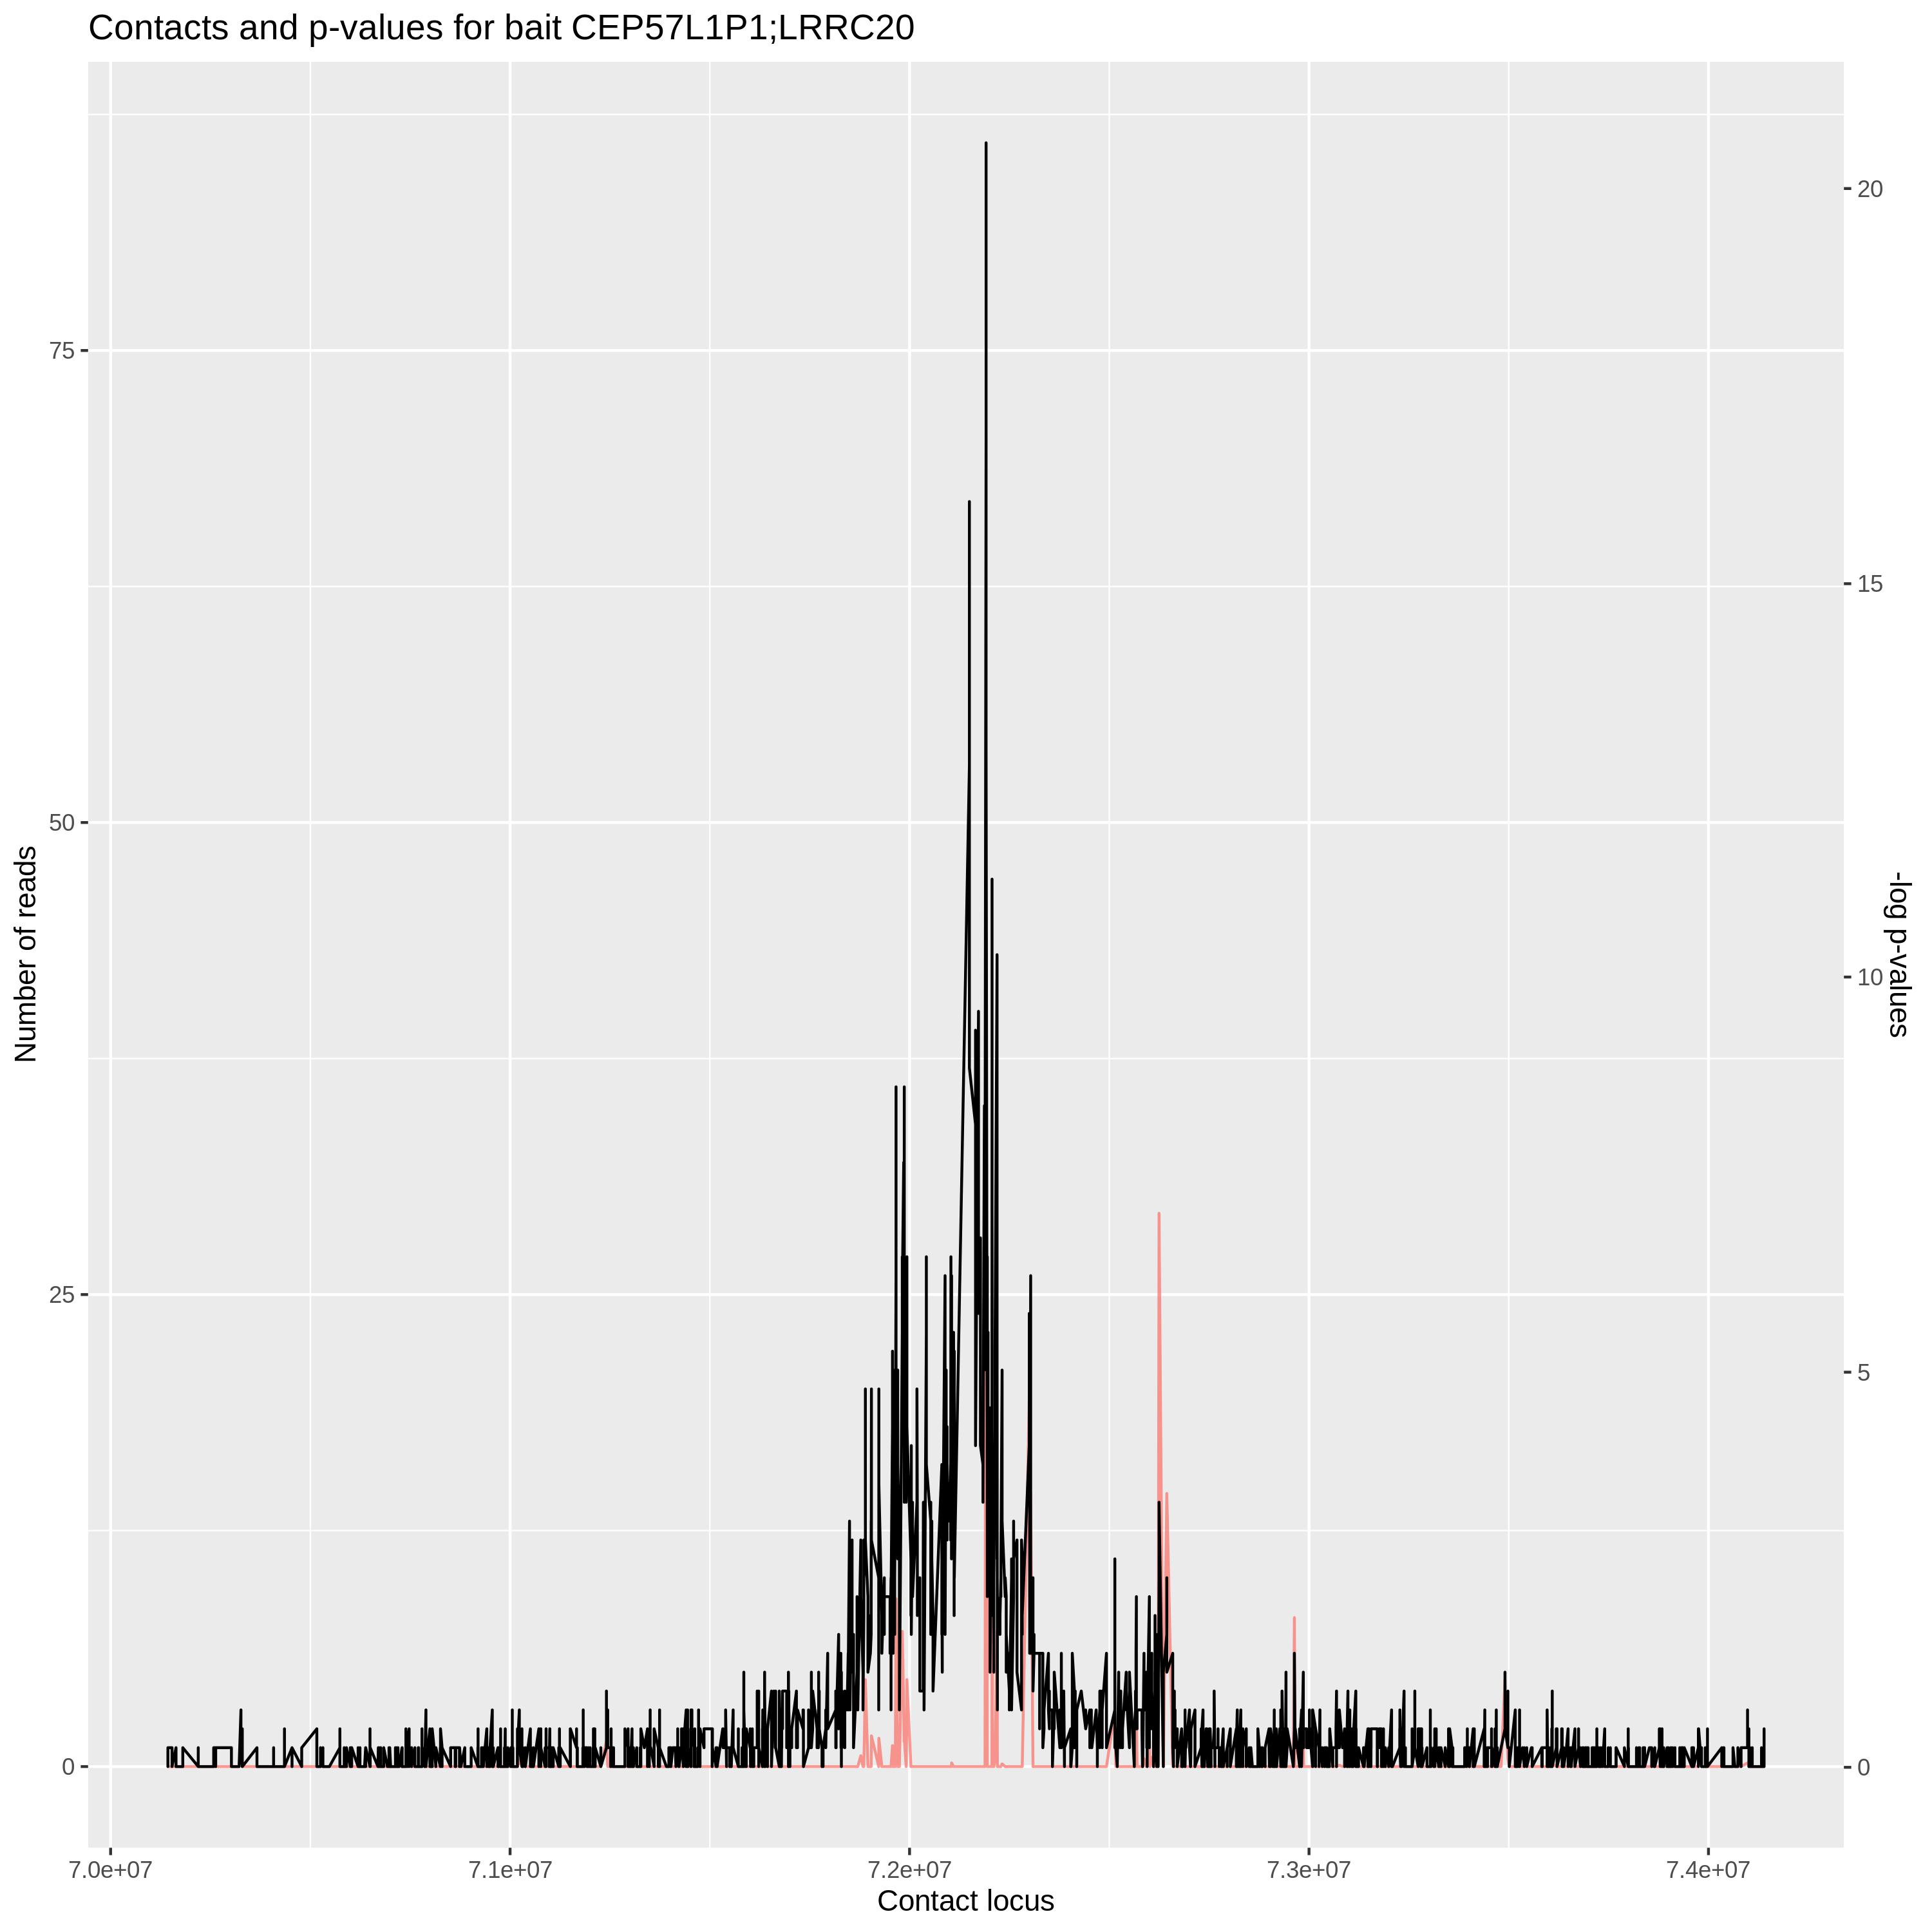 Contacts and p-values for bait CEP57L1P1;LRRC20
75
50
25
0
Number of reads
20
15
10
5
0
-log p-values
7.0e+07
7.1e+07
7.2e+07
7.3e+07
7.4e+07
Contact locus